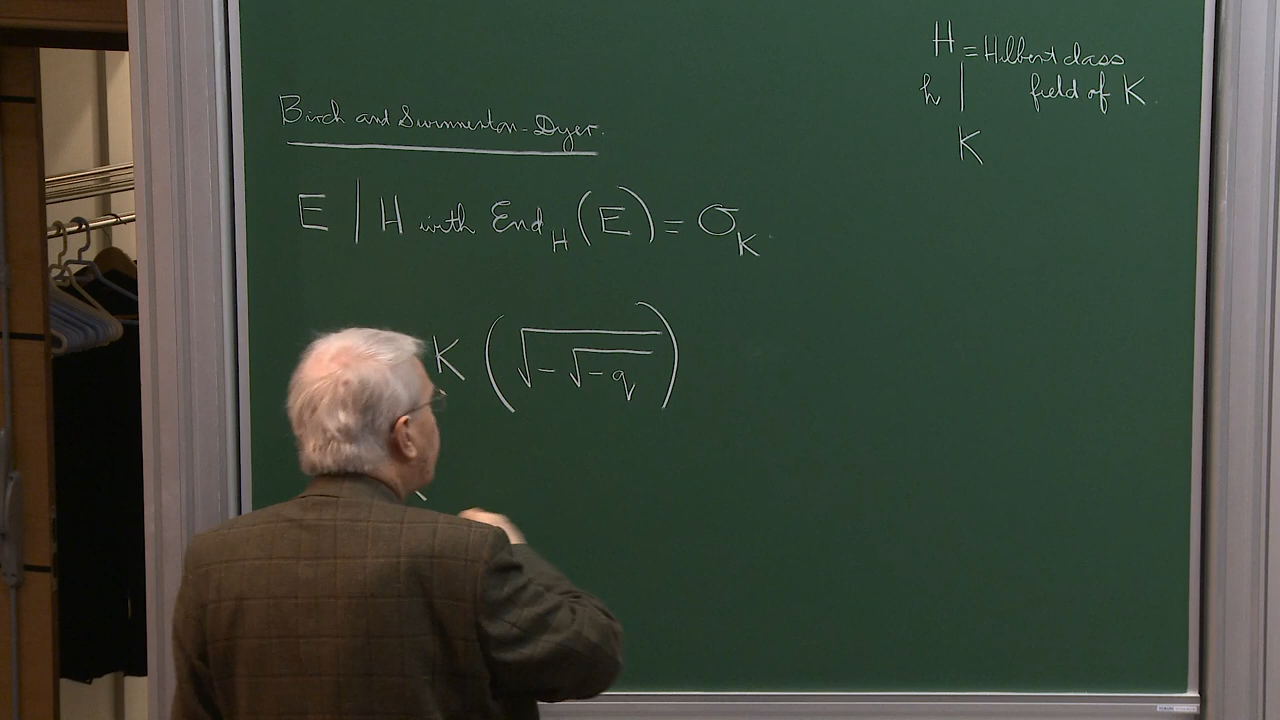 Birch and Swinnerton-Dyer.
E | H with End_H(E) = O_K.
K(√(-√(-q)))
H = Hilbert class
h | field of K.
K